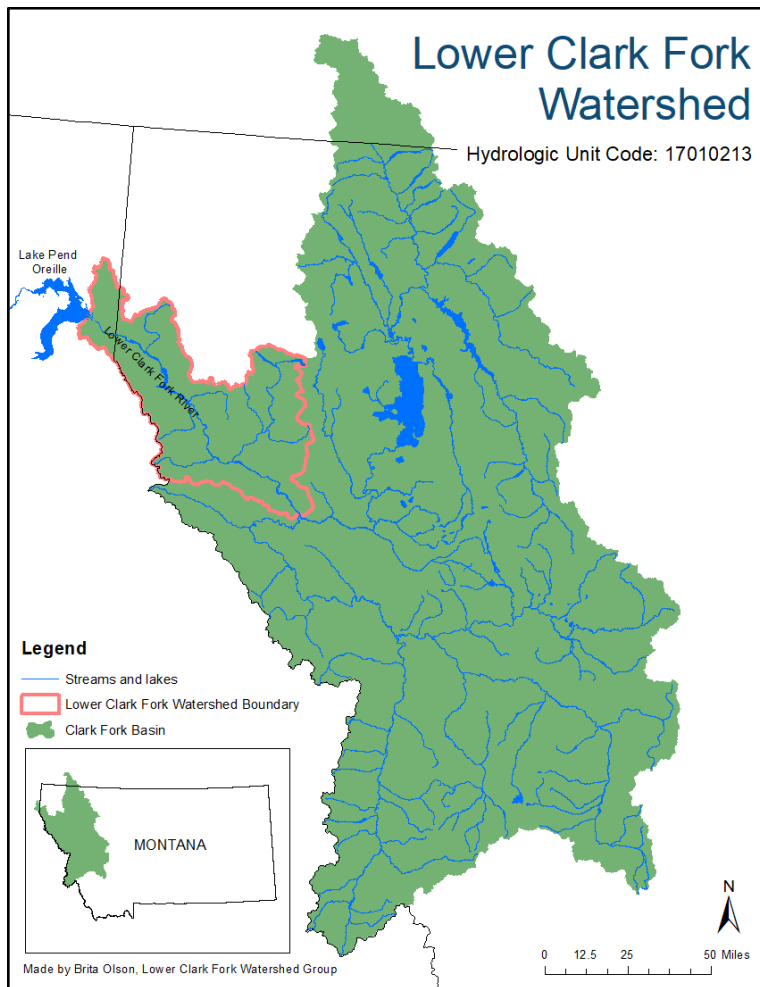 Lower Clark Fork
Watershed
Hydrologic Unit Code: 17010213
Lake Pend
Oreille
Lower Clark Fork River
Legend
Streams and lakes
Lower Clark Fork Watershed Boundary
Clark Fork Basin
MONTANA
N
0 12.5 25 50 Miles
Made by Brita Olson, Lower Clark Fork Watershed Group